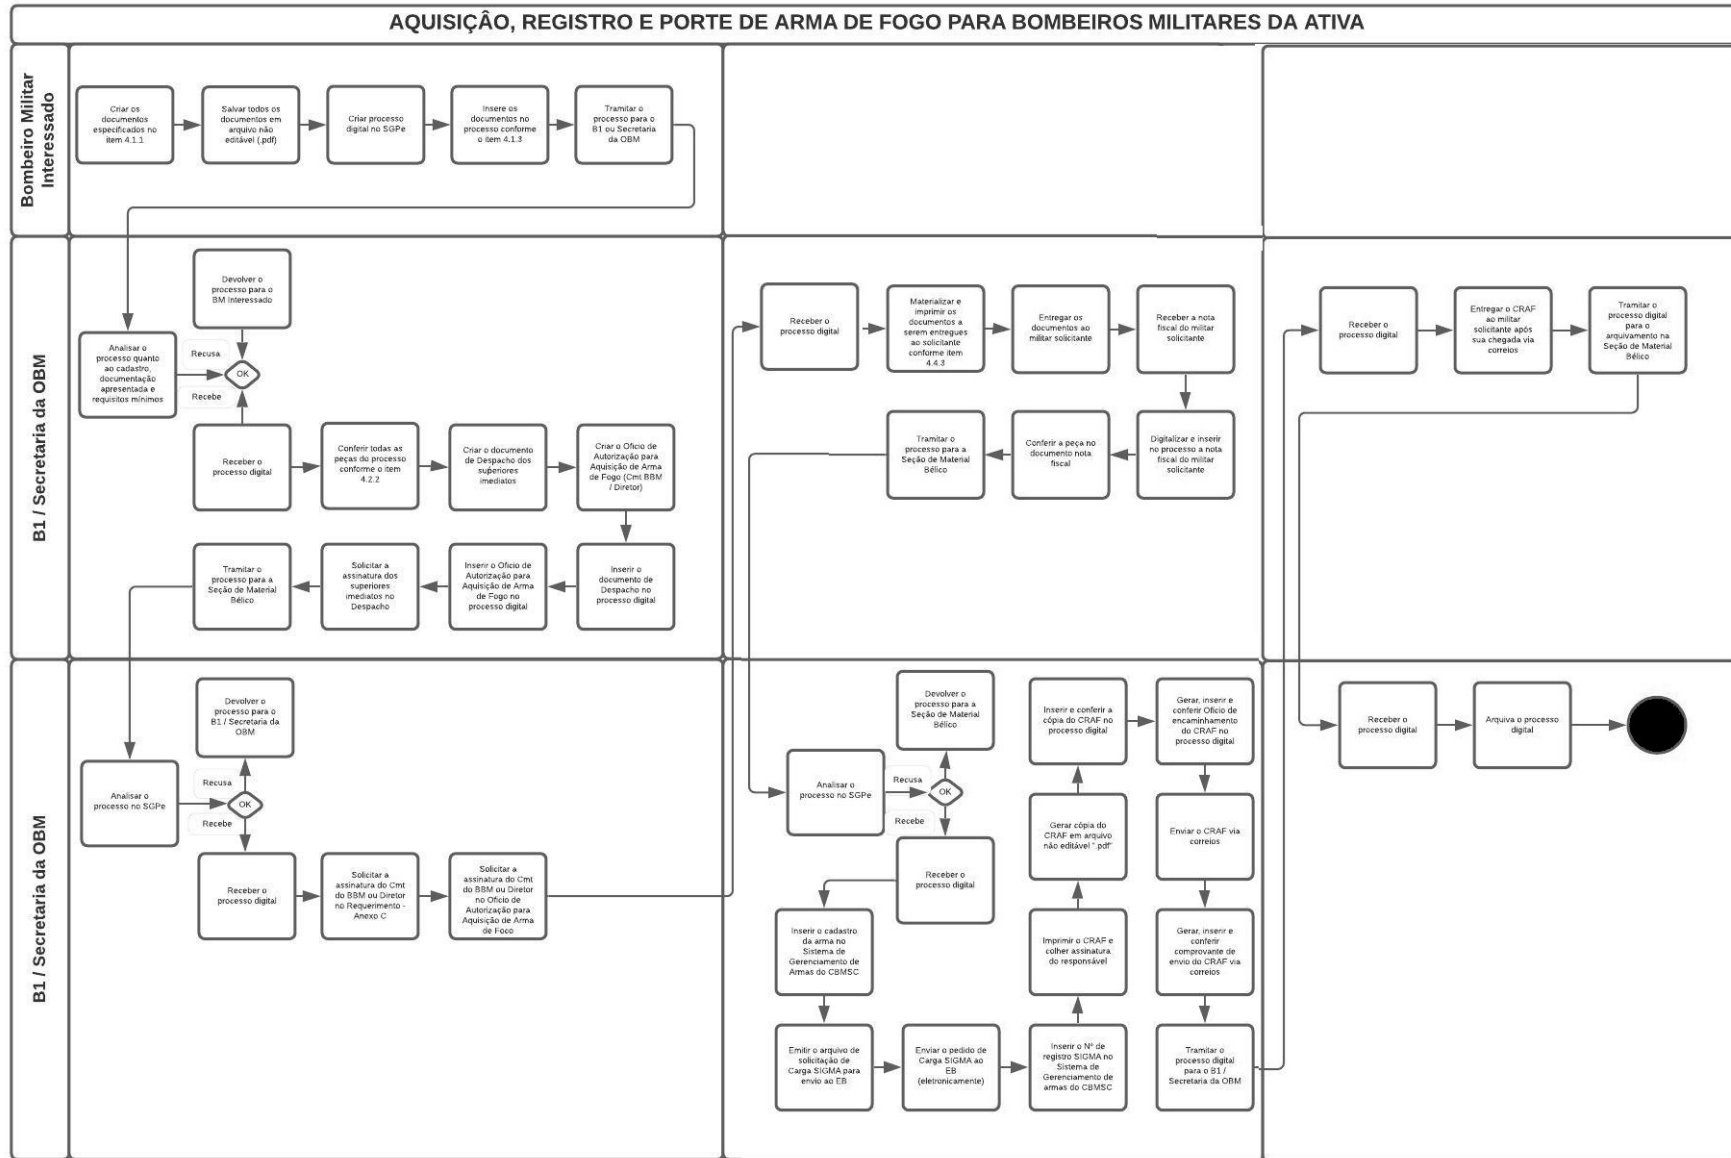 AQUISIÇÂO, REGISTRO E PORTE DE ARMA DE FOGO PARA BOMBEIROS MILITARES DA ATIVA
Bombeiro Militar
Interessado
Criar os
documentos
especificados no
item 4.1.1
Salvar todos os
documentos em
arquivo não
editável (.pdf)
Criar processo
digital no SGPe
Insere os
documentos no
processo conforme
o item 4.1.3
Tramitar o
processo para o
B1 ou Secretaria
da OBM
B1 / Secretaria da OBM
Devolver o
processo para o
BM Interessado
Analisar o
processo quanto
ao cadastro,
documentação
apresentada e
requisitos mínimos
Recusa
OK
Recebe
Receber o
processo digital
Conferir todas as
peças do processo
conforme o item
4.2.2
Criar o documento
de Despacho dos
superiores
imediatos
Criar o Oficio de
Autorização para
Aquisição de Arma
de Fogo (Cmt BBM
/ Diretor)
Tramitar o
processo para a
Seção de Material
Bélico
Solicitar a
assinatura dos
superiores
imediatos no
Despacho
Inserir o Oficio de
Autorização para
Aquisição de Arma
de Fogo no
processo digital
Inserir o
documento de
Despacho no
processo digital
Receber o
processo digital
Materializar e
imprimir os
documentos a
serem entregues
ao solicitante
conforme item
4.4.3
Entregar os
documentos ao
militar solicitante
Receber a nota
fiscal do militar
solicitante
Tramitar o
processo para a
Seção de Material
Bélico
Conferir a peça no
documento nota
fiscal
Digitalizar e inserir
no processo a nota
fiscal do militar
solicitante
Receber o
processo digital
Entregar o CRAF
ao militar
solicitante após
sua chegada via
correios
Tramitar o
processo digital
para o
arquivamento na
Seção de Material
Bélico
B1 / Secretaria da OBM
Devolver o
processo para o
B1 / Secretaria da
OBM
Analisar o
processo no SGPe
Recusa
OK
Recebe
Receber o
processo digital
Solicitar a
assinatura do Cmt
do BBM ou Diretor
no Requerimento -
Anexo C
Solicitar a
assinatura do Cmt
do BBM ou Diretor
no Oficio de
Autorização para
Aquisição de Arma
de Foco
Devolver o
processo para a
Seção de Material
Bélico
Analisar o
processo no SGPe
Recusa
OK
Recebe
Receber o
processo digital
Inserir o cadastro
da arma no
Sistema de
Gerenciamento de
Armas do CBMSC
Emitir o arquivo de
solicitação de
Carga SIGMA para
envio ao EB
Enviar o pedido de
Carga SIGMA ao
EB
(eletronicamente)
Inserir o Nº de
registro SIGMA no
Sistema de
Gerenciamento de
armas do CBMSC
Imprimir o CRAF e
colher assinatura
do responsável
Gerar cópia do
CRAF em arquivo
não editável ".pdf"
Inserir e conferir a
cópia do CRAF no
processo digital
Gerar, inserir e
conferir Oficio de
encaminhamento
do CRAF no
processo digital
Enviar o CRAF via
correios
Gerar, inserir e
conferir
comprovante de
envio do CRAF via
correios
Tramitar o
processo digital
para o B1 /
Secretaria da OBM
Receber o
processo digital
Arquiva o processo
digital